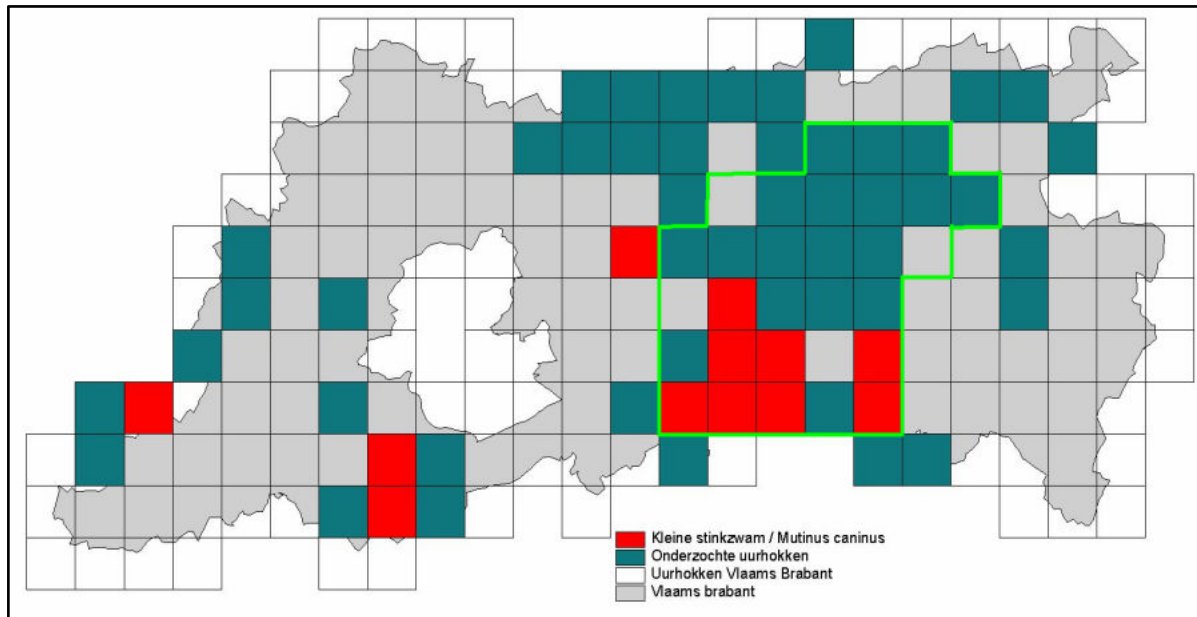 Kleine stinkzwam / Mutinus caninus
Onderzochte uurhokken
Uurhokken Vlaams Brabant
Vlaams brabant